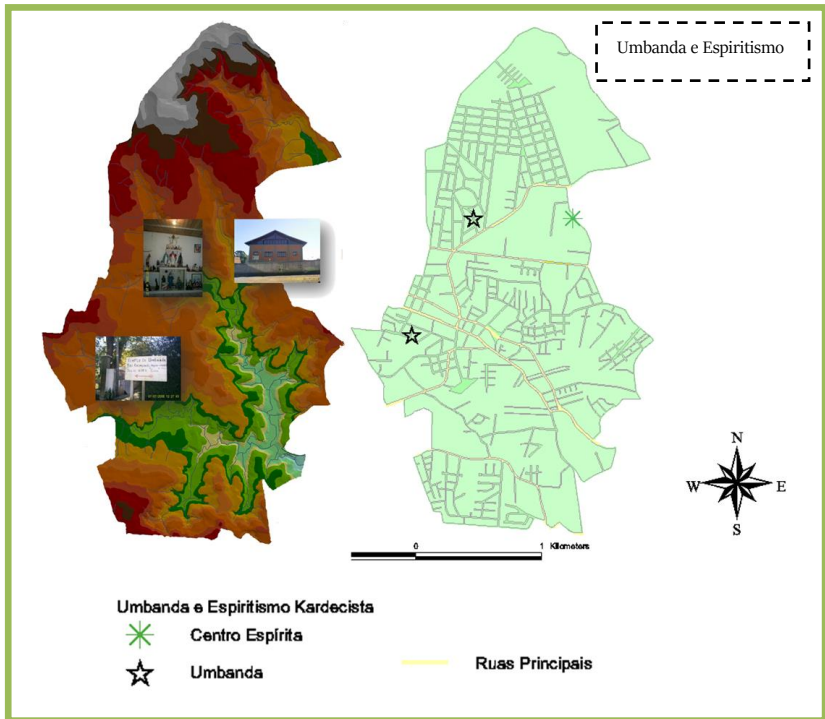 Umbanda e Espiritismo
N
W
E
S
0
1
Kilometers
Umbanda e Espiritismo Kardecista
Centro Espírita
Umbanda
Ruas Principais